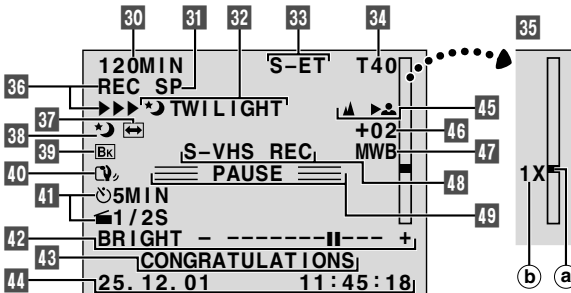 30 31 32 33 34 35
120MIN S-ET T40
REC SP
36
TWILIGHT
45
37
38
+02 46
39 BK
S-VHS REC MWB 47
40
PAUSE
48
1X
41
5MIN
49
1/2S
42
BRIGHT - --------II--- +
43
CONGRATULATIONS
44
25.12.01 11:45:18
b a